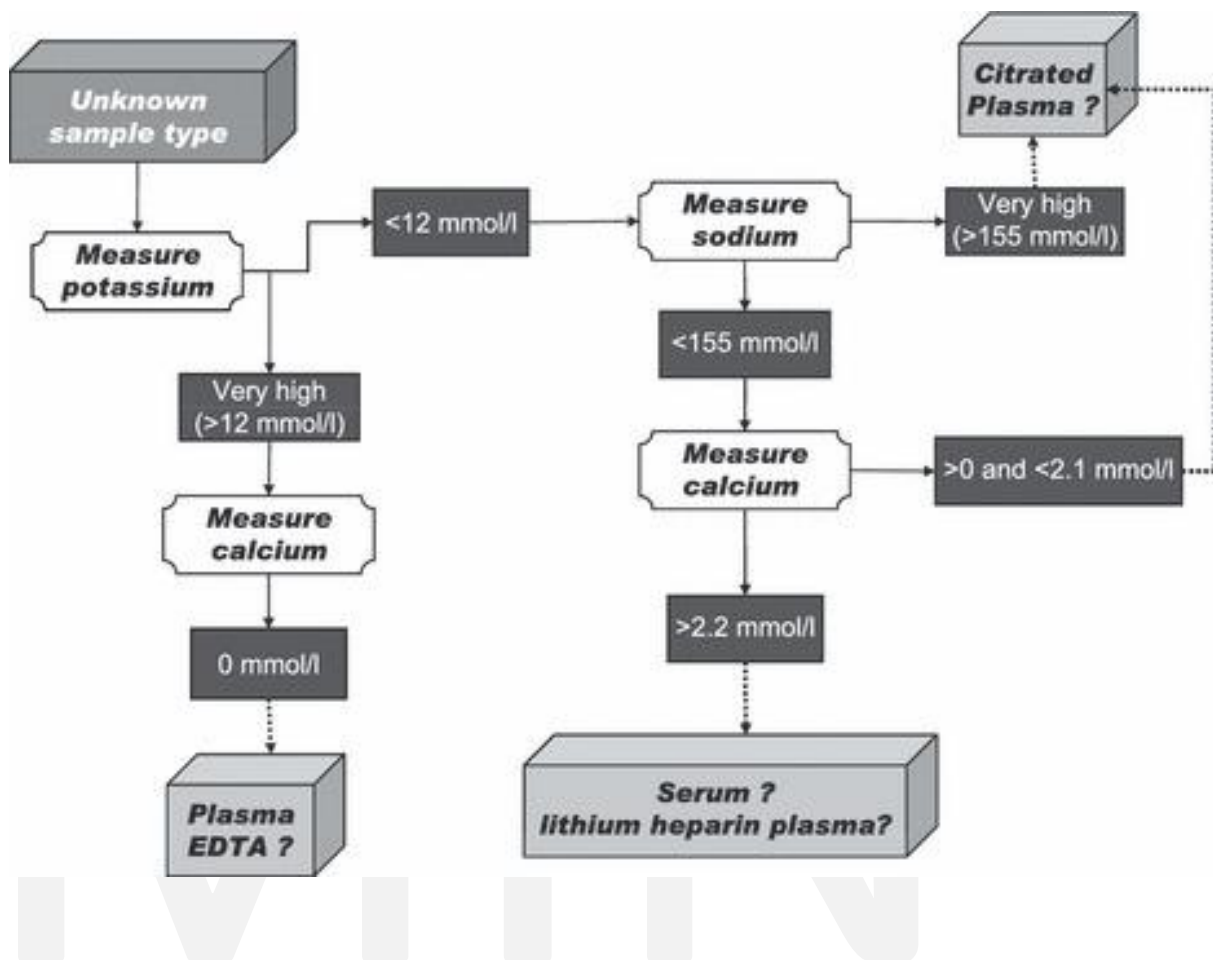 Unknown
sample type
Measure
potassium
<12 mmol/l
Measure
sodium
Very high
(>155 mmol/l)
Citrated
Plasma ?
Very high
(>12 mmol/l)
Measure
calcium
0 mmol/l
Plasma
EDTA ?
<155 mmol/l
Measure
calcium
>0 and <2.1 mmol/l
>2.2 mmol/l
Serum ?
lithium heparin plasma?